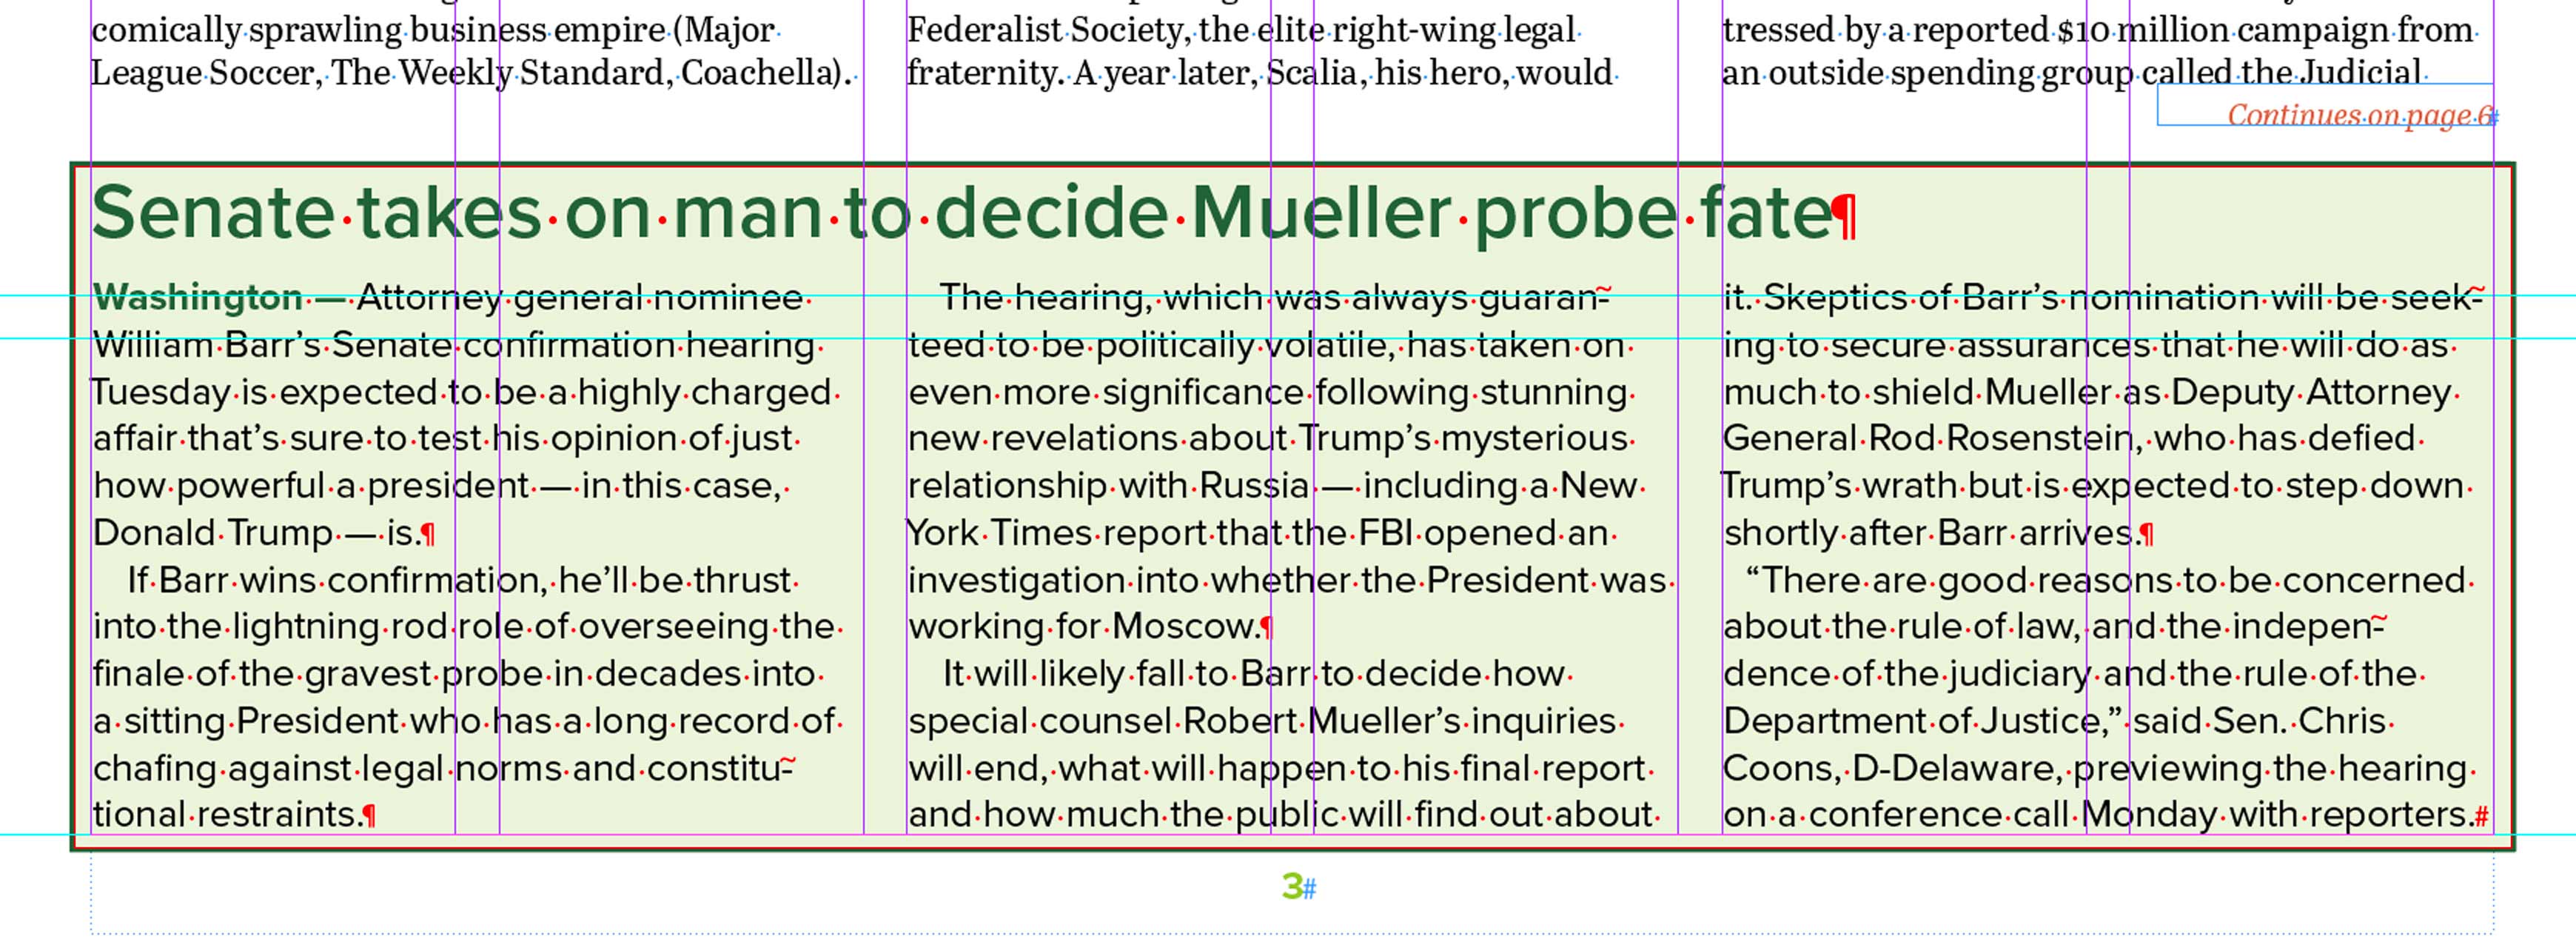 comically sprawling business empire (Major
League Soccer, The Weekly Standard, Coachella).
Federalist Society, the elite right-wing legal
fraternity. A year later, Scalia, his hero, would
tressed by a reported $10 million campaign from
an outside spending group called the Judicial
Continues on page 6#
Senate takes on man to decide Mueller probe fate¶
Washington — Attorney general nominee
William Barr’s Senate confirmation hearing
Tuesday is expected to be a highly charged
affair that’s sure to test his opinion of just
how powerful a president — in this case,
Donald Trump — is.¶
If Barr wins confirmation, he’ll be thrust
into the lightning rod role of overseeing the
finale of the gravest probe in decades into
a sitting President who has a long record of
chafing against legal norms and constitu-
tional restraints.¶
The hearing, which was always guaran-
teed to be politically volatile, has taken on
even more significance following stunning
new revelations about Trump’s mysterious
relationship with Russia — including a New
York Times report that the FBI opened an
investigation into whether the President was
working for Moscow.¶
It will likely fall to Barr to decide how
special counsel Robert Mueller’s inquiries
will end, what will happen to his final report
and how much the public will find out about
it. Skeptics of Barr’s nomination will be seek-
ing to secure assurances that he will do as
much to shield Mueller as Deputy Attorney
General Rod Rosenstein, who has defied
Trump’s wrath but is expected to step down
shortly after Barr arrives.¶
“There are good reasons to be concerned
about the rule of law, and the indepen-
dence of the judiciary and the rule of the
Department of Justice,” said Sen. Chris
Coons, D-Delaware, previewing the hearing
on a conference call Monday with reporters.#
3#